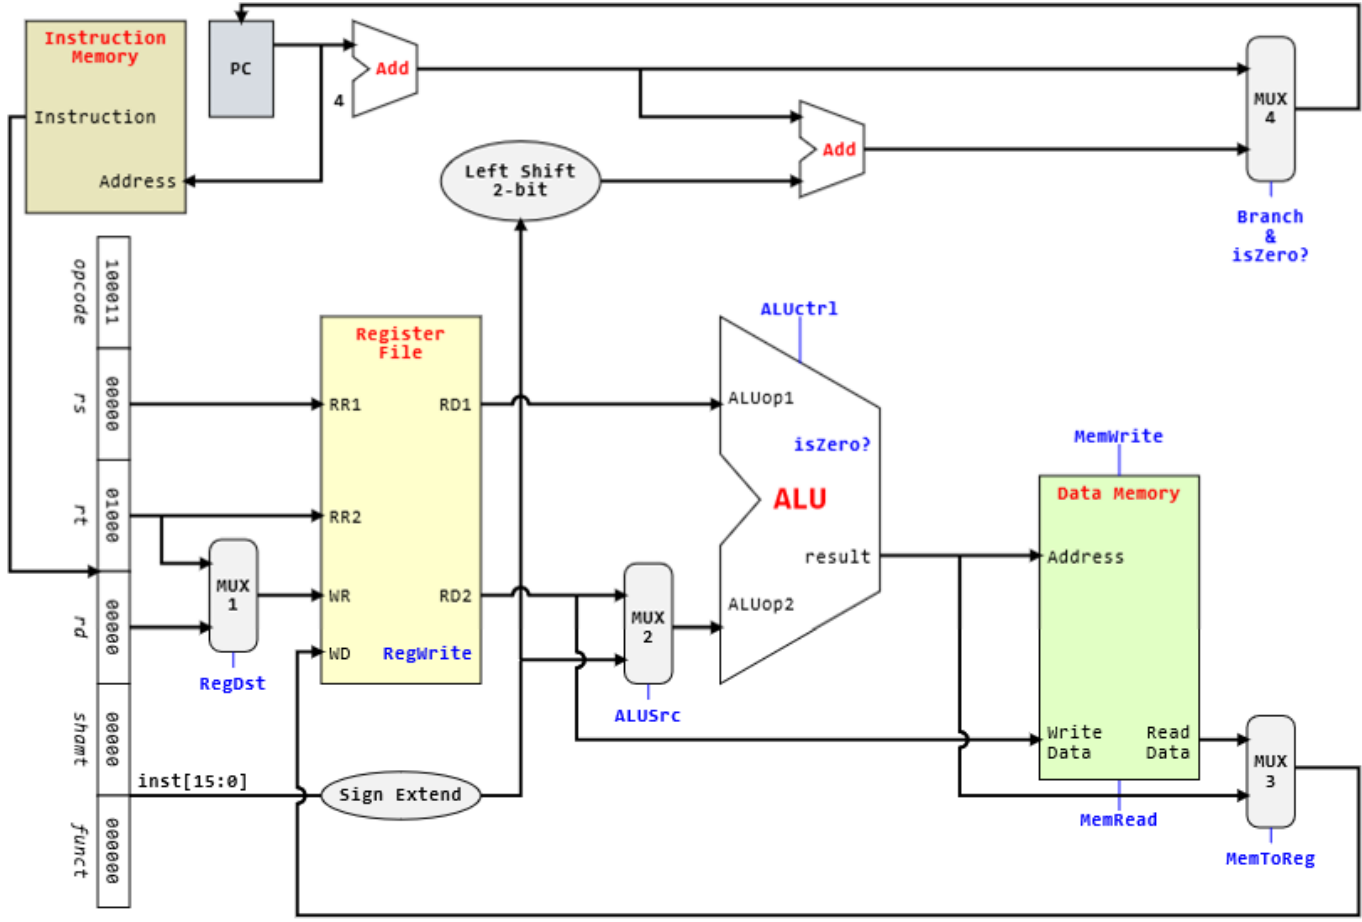 Instruction
Memory
Instruction
Address
PC
Add
4
Add
MUX
4
Branch
&
isZero?
Left Shift
2-bit
opcode
100011
rs
00000
rt
01000
rd
00000
shamt
00000
funct
000000
inst[15:0]
MUX
1
RegDst
Register
File
RR1
RD1
RR2
WR
RD2
WD
RegWrite
Sign Extend
MUX
2
ALUSrc
ALUctrl
ALUop1
isZero?
ALU
result
ALUop2
MemWrite
Data Memory
Address
Write
Data
Read
Data
MemRead
MUX
3
MemToReg